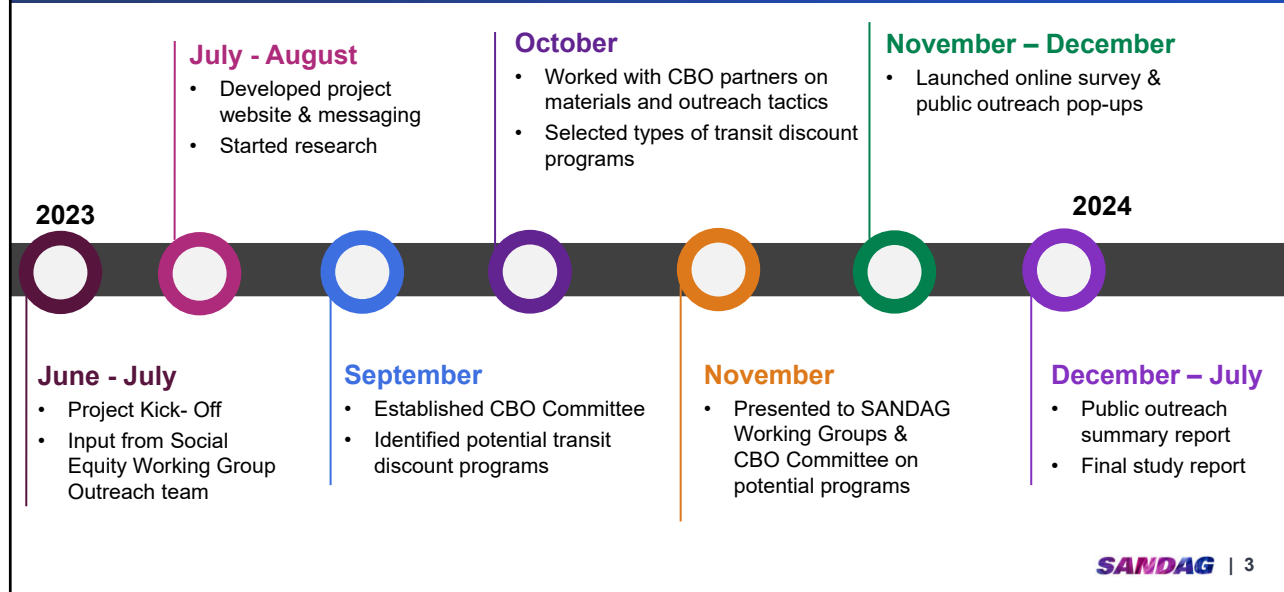 2023
June - July
• Project Kick- Off
• Input from Social
Equity Working Group
Outreach team
July - August
• Developed project
website & messaging
• Started research
September
• Established CBO Committee
• Identified potential transit
discount programs
October
• Worked with CBO partners on
materials and outreach tactics
• Selected types of transit discount
programs
November
• Presented to SANDAG
Working Groups &
CBO Committee on
potential programs
November – December
• Launched online survey &
public outreach pop-ups
2024
December – July
• Public outreach
summary report
• Final study report
SANDAG | 3